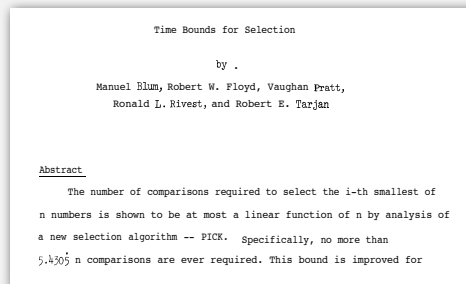 Time Bounds for Selection
by .
Manuel Blum, Robert W. Floyd, Vaughan Pratt,
Ronald L. Rivest, and Robert E. Tarjan
Abstract
The number of comparisons required to select the i-th smallest of
n numbers is shown to be at most a linear function of n by analysis of
a new selection algorithm -- PICK. Specifically, no more than
5.4305 n comparisons are ever required. This bound is improved for